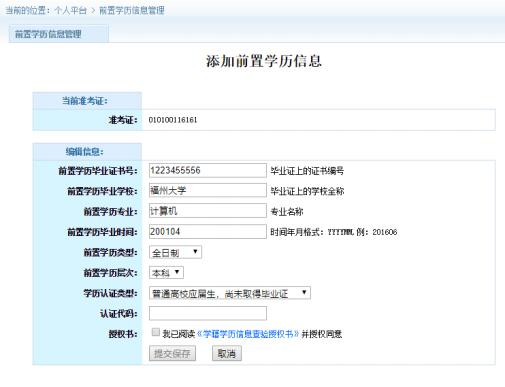 当前的位置：个人平台 > 前置学历信息管理
前置学历信息管理
添加前置学历信息
当前准考证：
准考证： 010100116161
编辑信息：
前置学历毕业证书号： 1223455556 毕业证上的证书编号
前置学历毕业学校： 福州大学 毕业证上的学校全称
前置学历专业： 计算机 专业名称
前置学历毕业时间： 200104 时间年月格式：YYYYMM,例：201606
前置学历类型： 全日制
前置学历层次： 本科
学历认证类型： 普通高校应届生，尚未取得毕业证
认证代码：
授权书： 我已阅读《学籍学历信息查验授权书》并授权同意
提交保存 取消